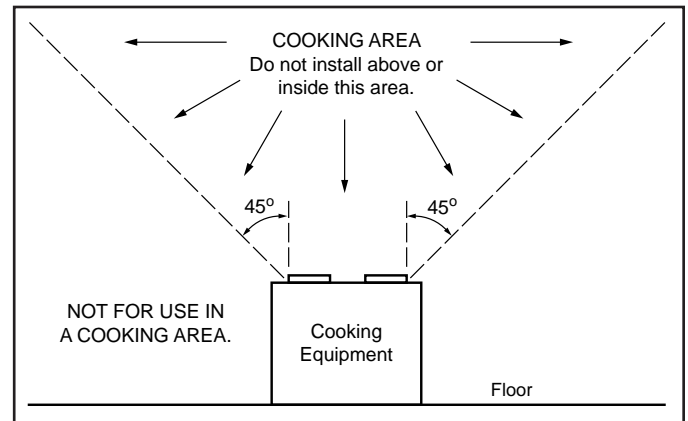 COOKING AREA
Do not install above or
inside this area.
45°
45°
NOT FOR USE IN
A COOKING AREA.
Cooking
Equipment
Floor